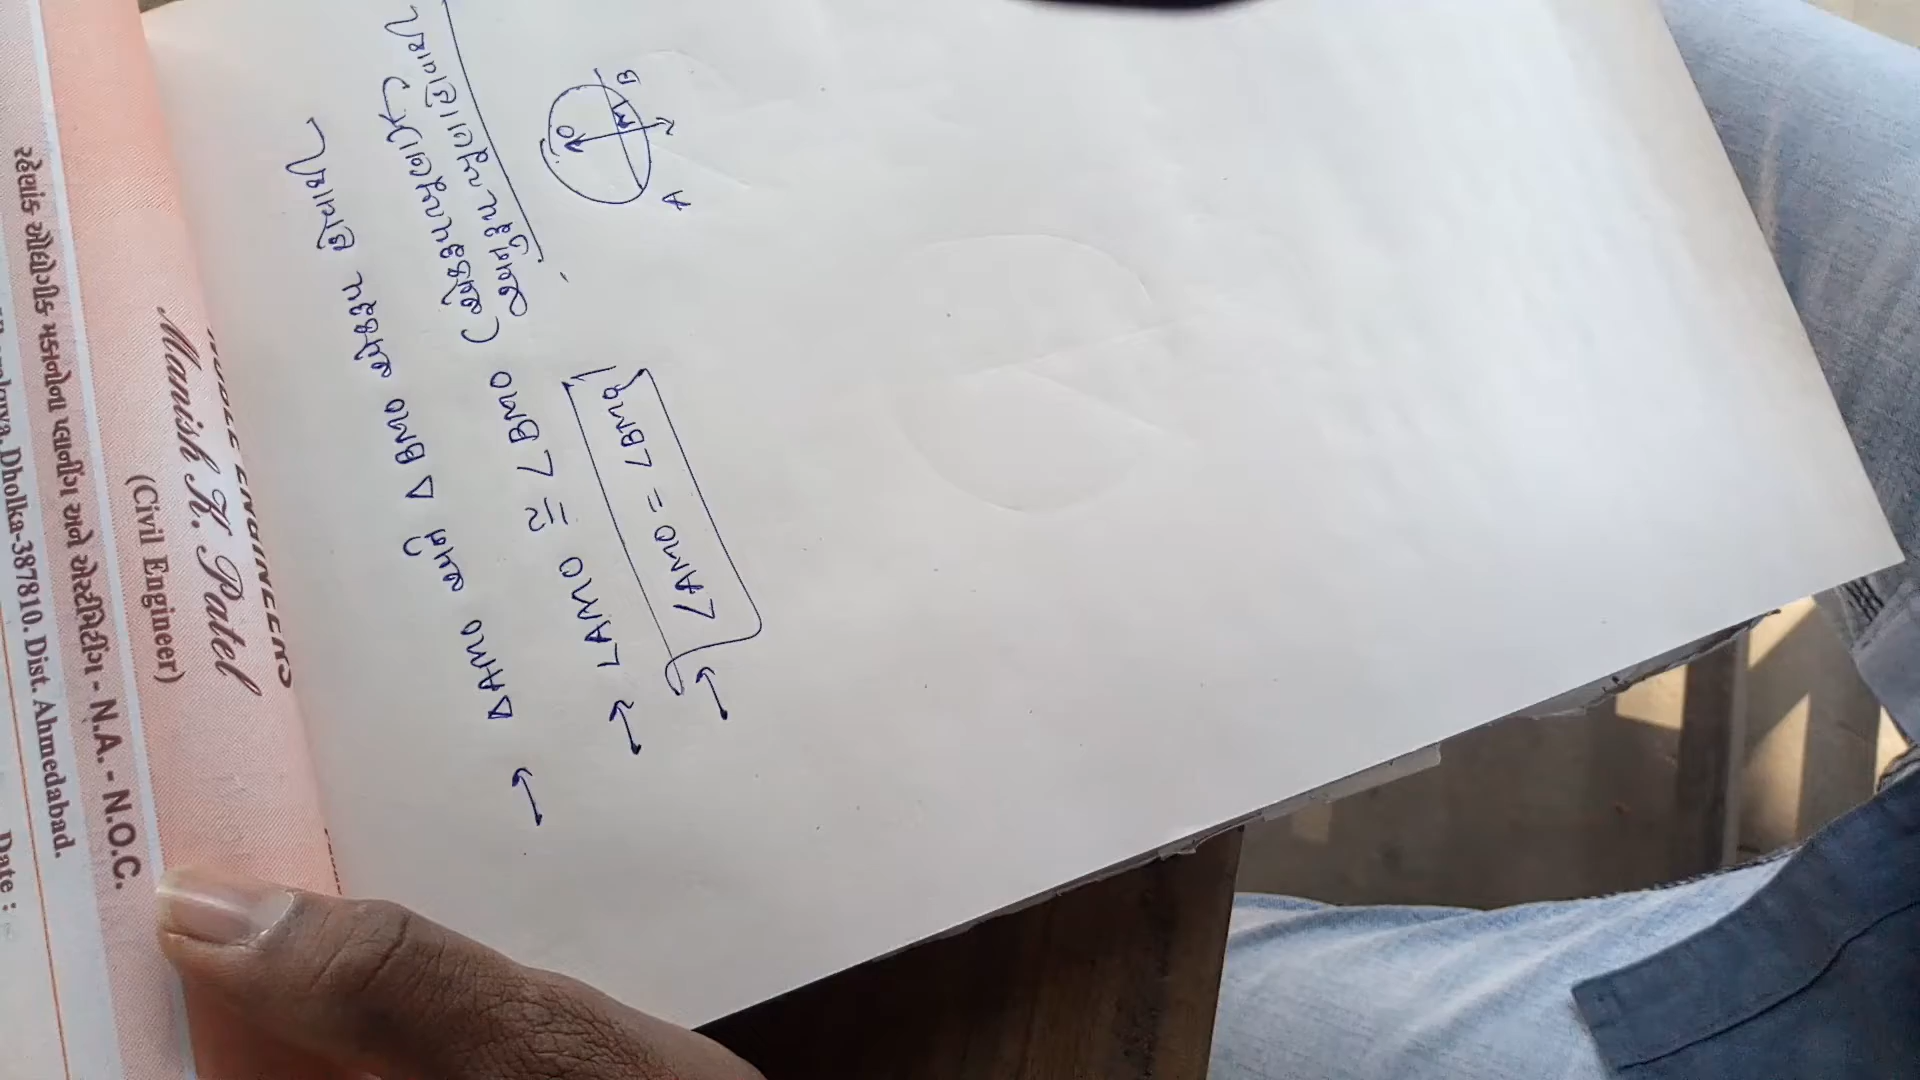 રહેણાંક ઔદ્યોગીક મકાનોના પ્લાનીંગ અને એસ્ટીમેટીંગ - N.A. - N.O.C.
Dholka-387810. Dist. Ahmedabad.
Date :
Manish K. Patel
(Civil Engineer)
→ ΔAMO અને ΔBMO એકરૂપ હોવાથી
→ ∠AMO ≅ ∠BMO (એકરૂપ
અનુરૂપ
→ ∠AMO = ∠BMO
O
M
B
A